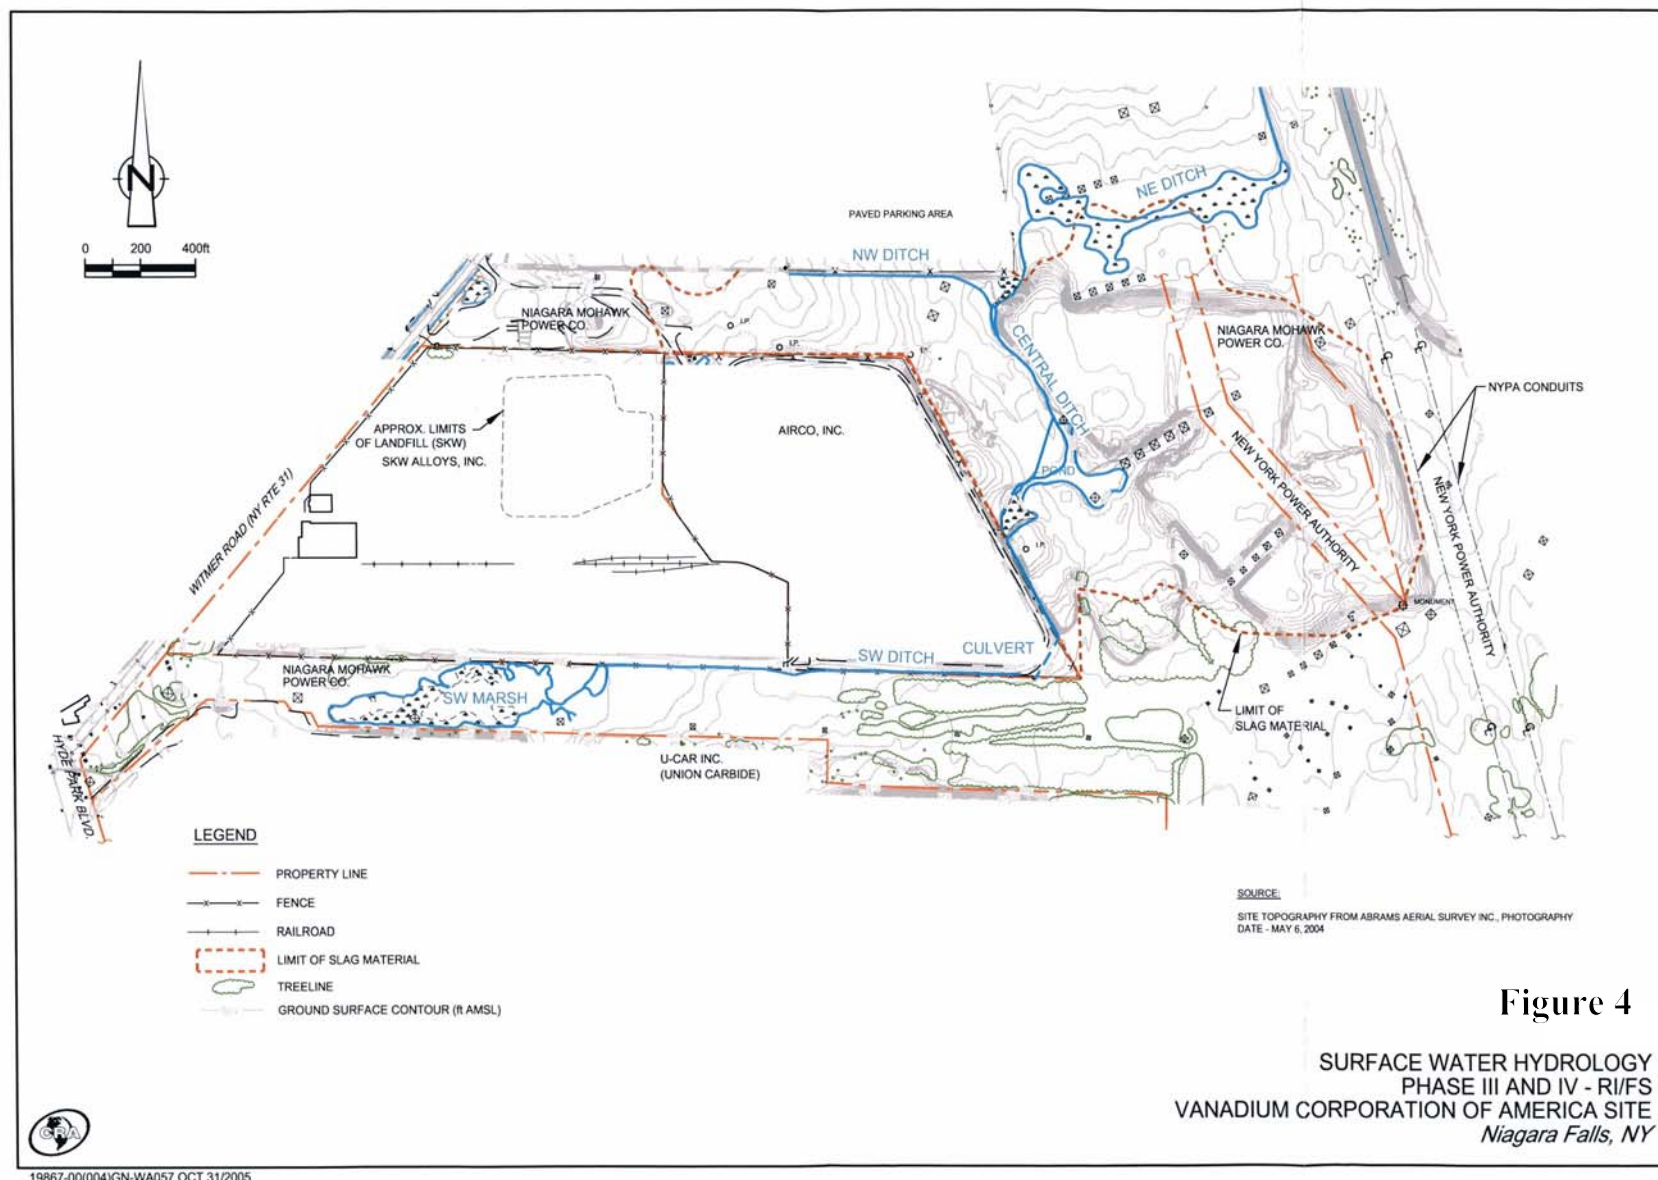 N
0 200 400ft
PAVED PARKING AREA
NW DITCH
NE DITCH
NIAGARA MOHAWK
POWER CO.
I.P.
I.P.
CENTRAL DITCH
NIAGARA MOHAWK
POWER CO.
NYPA CONDUITS
APPROX. LIMITS
OF LANDFILL (SKW)
SKW ALLOYS, INC.
AIRCO, INC.
POND
NEW YORK POWER AUTHORITY
NEW YORK POWER AUTHORITY
WITMER ROAD (NY RTE 31)
I.P.
MONUMENT
NIAGARA MOHAWK
POWER CO.
SW MARSH
SW DITCH
CULVERT
LIMIT OF
SLAG MATERIAL
HYDE PARK BLVD.
U-CAR INC.
(UNION CARBIDE)
LEGEND
PROPERTY LINE
FENCE
RAILROAD
LIMIT OF SLAG MATERIAL
TREELINE
GROUND SURFACE CONTOUR (ft AMSL)
SOURCE:
SITE TOPOGRAPHY FROM ABRAMS AERIAL SURVEY INC., PHOTOGRAPHY
DATE - MAY 6, 2004
Figure 4
SURFACE WATER HYDROLOGY
PHASE III AND IV - RI/FS
VANADIUM CORPORATION OF AMERICA SITE
Niagara Falls, NY
CRA
19867-00(004)GN-WA057 OCT 31/2005